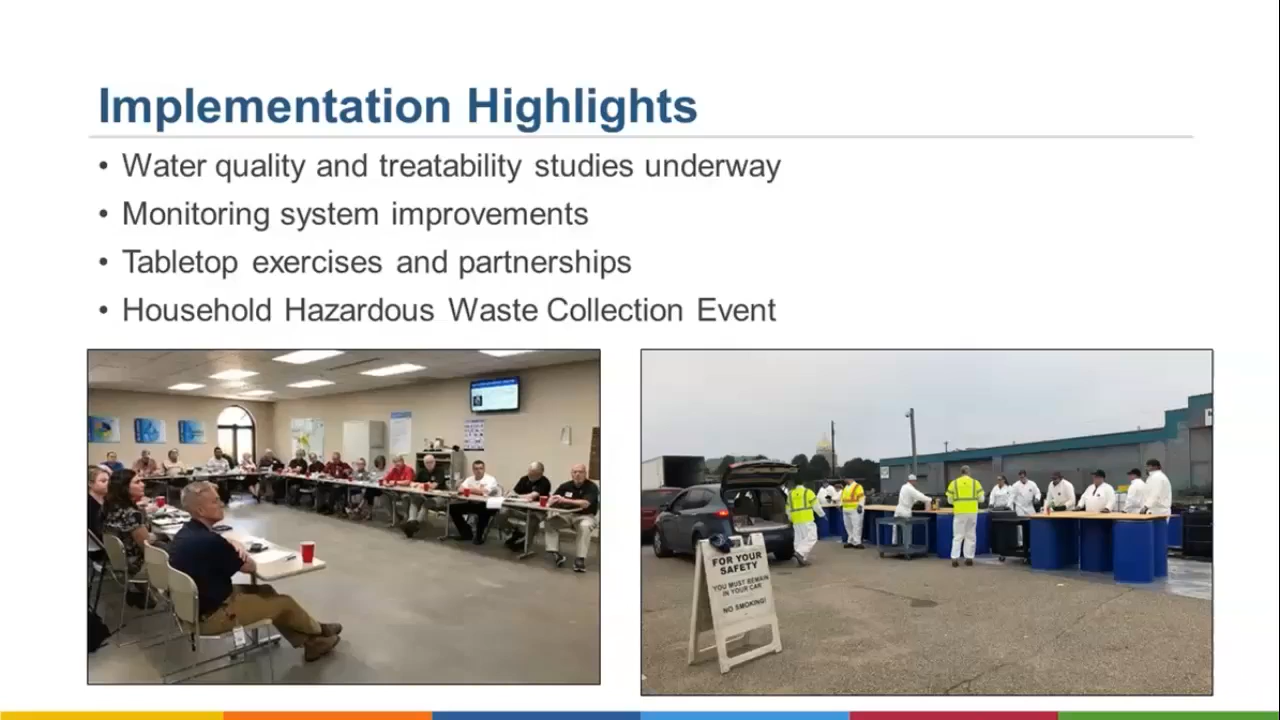 Implementation Highlights
• Water quality and treatability studies underway
• Monitoring system improvements
• Tabletop exercises and partnerships
• Household Hazardous Waste Collection Event
FOR YOUR
SAFETY
YOU MUST REMAIN
IN YOUR CAR
NO SMOKING!